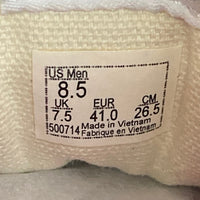 US Men
8.5
UK EUR CM
7.5 41.0 26.5
500714 Made in Vietnam
Fabrique en Vietnam